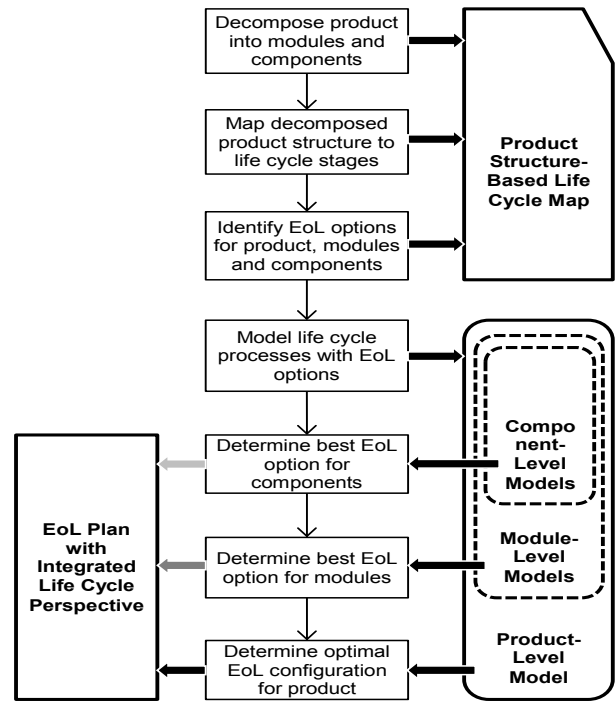 Decompose product
into modules and
components
Map decomposed
product structure to
life cycle stages
Product
Structure-
Based Life
Cycle Map
Identify EoL options
for product, modules
and components
Model life cycle
processes with EoL
options
Compo
nent-
Level
Models
Determine best EoL
option for
components
EoL Plan
with
Integrated
Life Cycle
Perspective
Determine best EoL
option for modules
Module-
Level
Models
Determine optimal
EoL configuration
for product
Product-
Level
Model